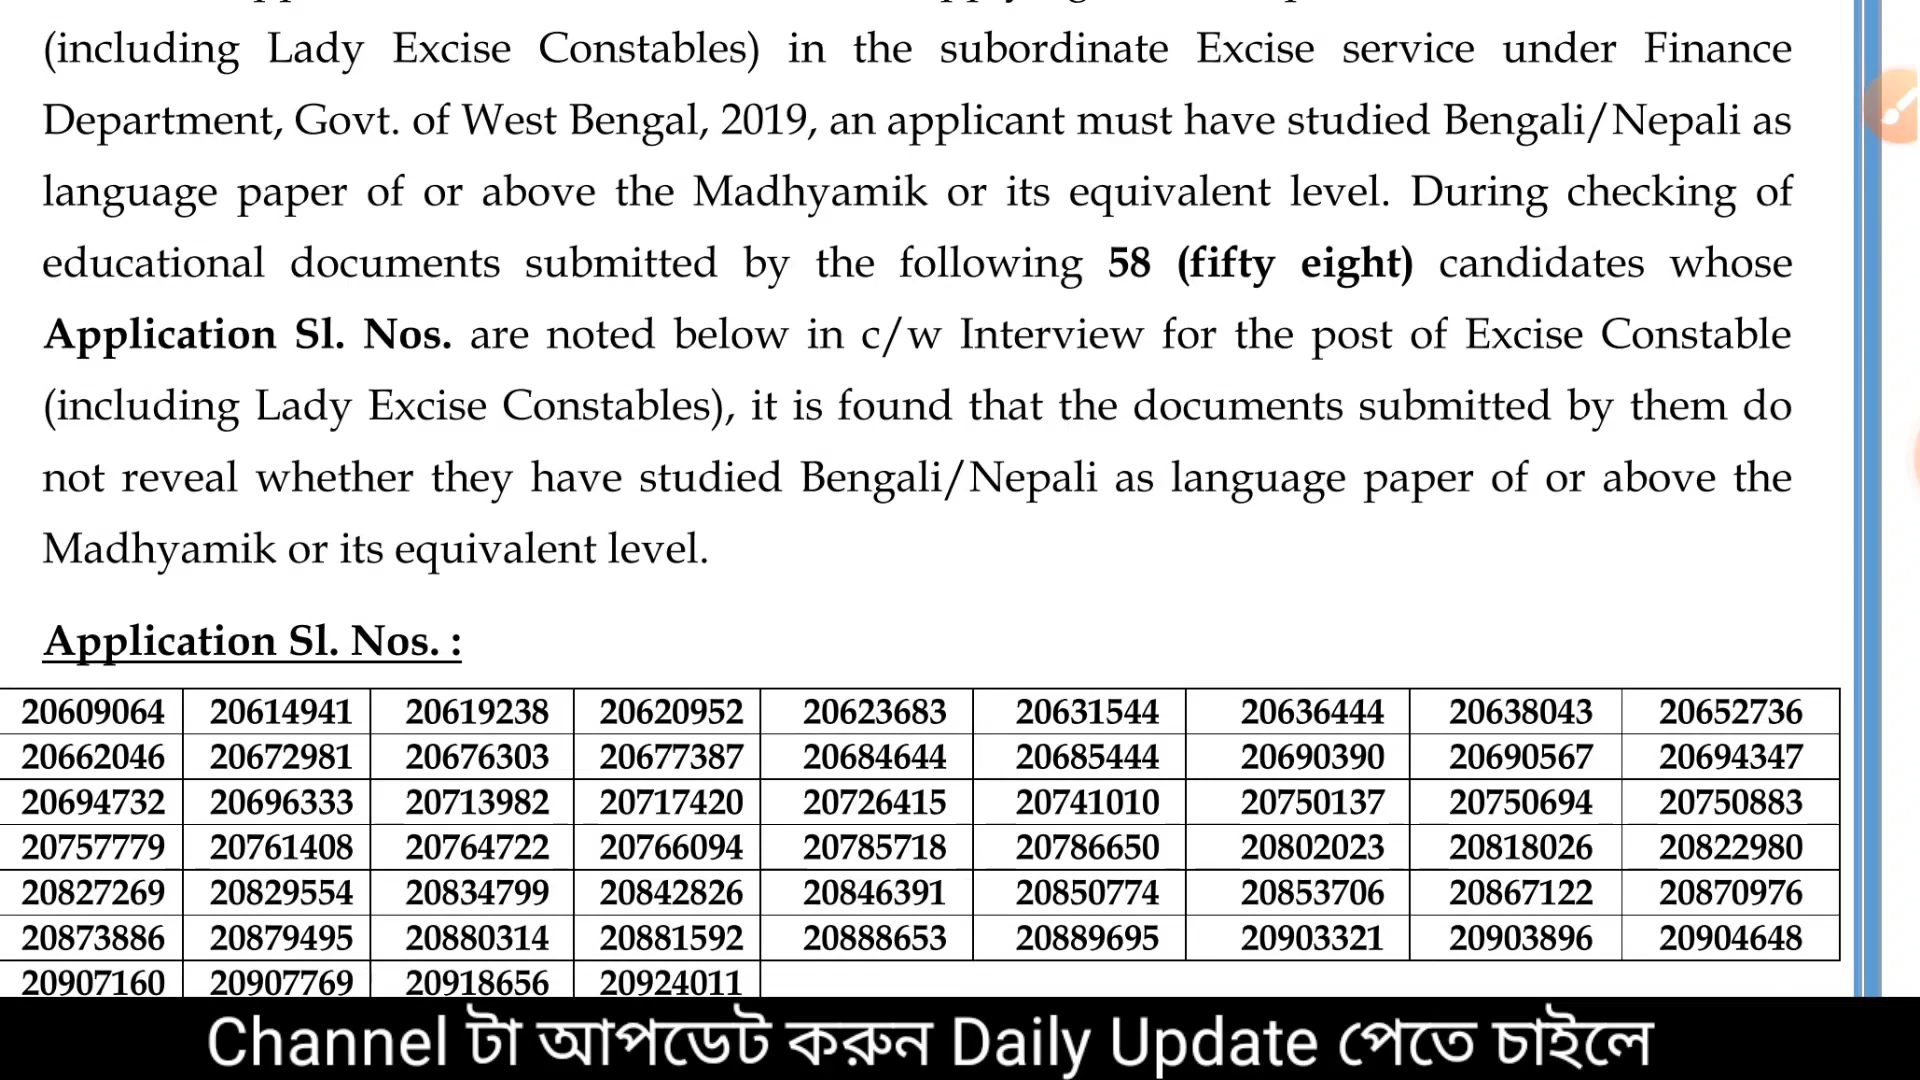 (including Lady Excise Constables) in the subordinate Excise service under Finance
Department, Govt. of West Bengal, 2019, an applicant must have studied Bengali/Nepali as
language paper of or above the Madhyamik or its equivalent level. During checking of
educational documents submitted by the following 58 (fifty eight) candidates whose
Application Sl. Nos. are noted below in c/w Interview for the post of Excise Constable
(including Lady Excise Constables), it is found that the documents submitted by them do
not reveal whether they have studied Bengali/Nepali as language paper of or above the
Madhyamik or its equivalent level.
Application Sl. Nos. :
20609064 20614941 20619238 20620952 20623683 20631544 20636444 20638043 20652736
20662046 20672981 20676303 20677387 20684644 20685444 20690390 20690567 20694347
20694732 20696333 20713982 20717420 20726415 20741010 20750137 20750694 20750883
20757779 20761408 20764722 20766094 20785718 20786650 20802023 20818026 20822980
20827269 20829554 20834799 20842826 20846391 20850774 20853706 20867122 20870976
20873886 20879495 20880314 20881592 20888653 20889695 20903321 20903896 20904648
20907160 20907769 20918656 20924011
Channel টা আপডেট করুন Daily Update পেতে চাইলে